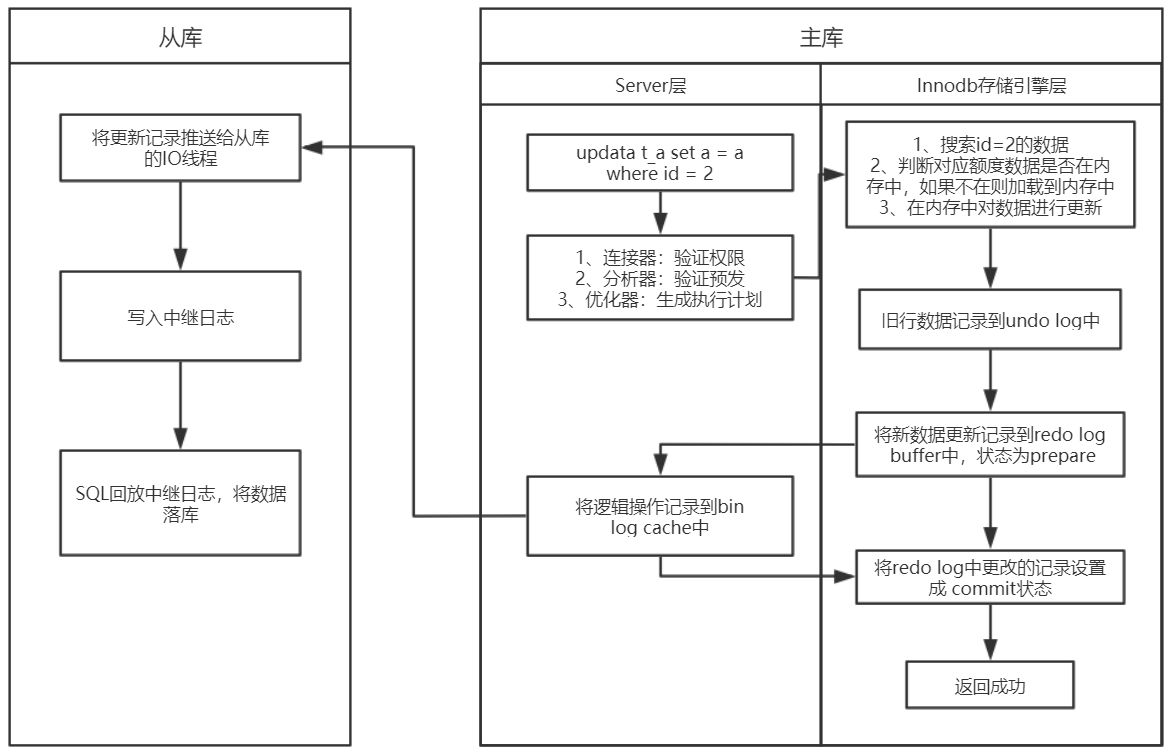 从库
将更新记录推送给从库
的IO线程
写入中继日志
SQL回放中继日志，将数据
落库
主库
Server层
Innodb存储引擎层
updata t_a set a = a
where id = 2
1、连接器：验证权限
2、分析器：验证预发
3、优化器：生成执行计划
1、搜索id=2的数据
2、判断对应额度数据是否在内
存中，如果不在则加载到内存中
3、在内存中对数据进行更新
旧行数据记录到undo log中
将新数据更新记录到redo log
buffer中，状态为prepare
将逻辑操作记录到bin
log cache中
将redo log中更改的记录设置
成 commit状态
返回成功